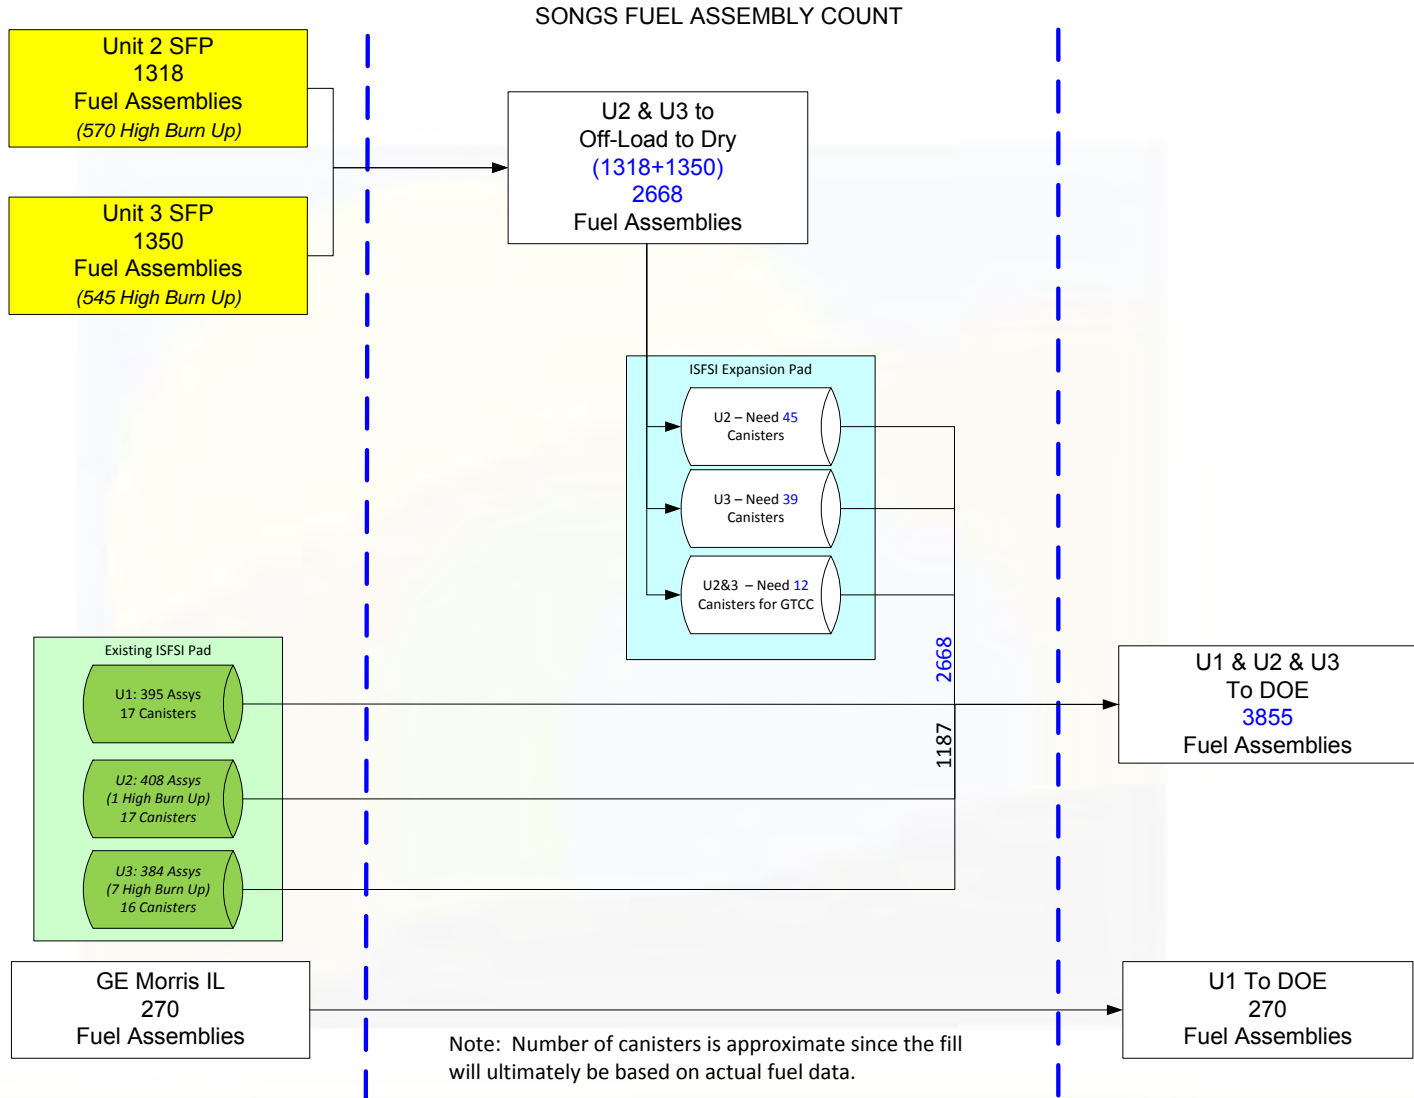 SONGS FUEL ASSEMBLY COUNT
Unit 2 SFP
1318
Fuel Assemblies
(570 High Burn Up)
Unit 3 SFP
1350
Fuel Assemblies
(545 High Burn Up)
U2 & U3 to
Off-Load to Dry
(1318+1350)
2668
Fuel Assemblies
ISFSI Expansion Pad
U2 – Need 45
Canisters
U3 – Need 39
Canisters
U2&3 – Need 12
Canisters for GTCC
2668
1187
Existing ISFSI Pad
U1: 395 Assys
17 Canisters
U2: 408 Assys
(1 High Burn Up)
17 Canisters
U3: 384 Assys
(7 High Burn Up)
16 Canisters
U1 & U2 & U3
To DOE
3855
Fuel Assemblies
GE Morris IL
270
Fuel Assemblies
U1 To DOE
270
Fuel Assemblies
Note: Number of canisters is approximate since the fill
will ultimately be based on actual fuel data.